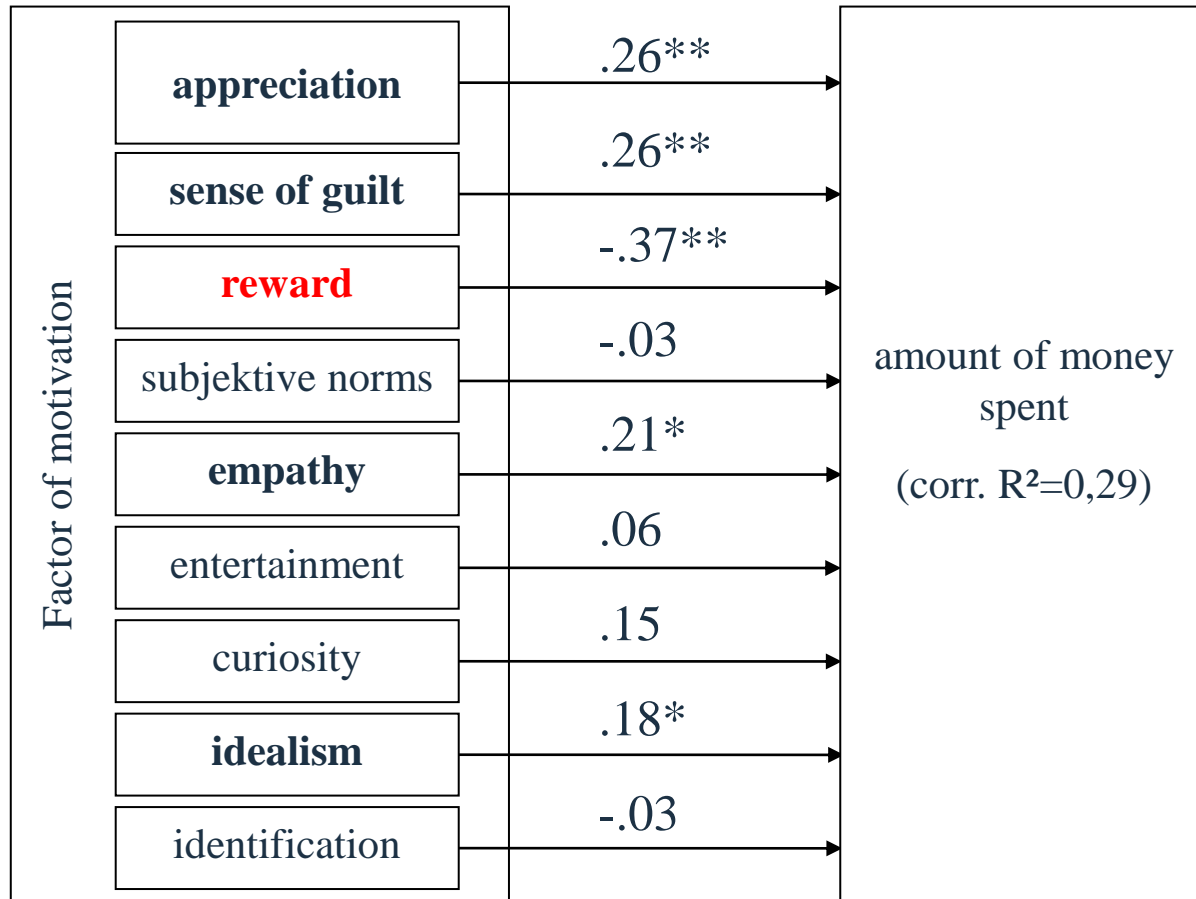 Factor of motivation
appreciation
.26**
sense of guilt
.26**
reward
-.37**
subjektive norms
-.03
empathy
.21*
entertainment
.06
curiosity
.15
idealism
.18*
identification
-.03
amount of money
spent
(corr. R²=0,29)